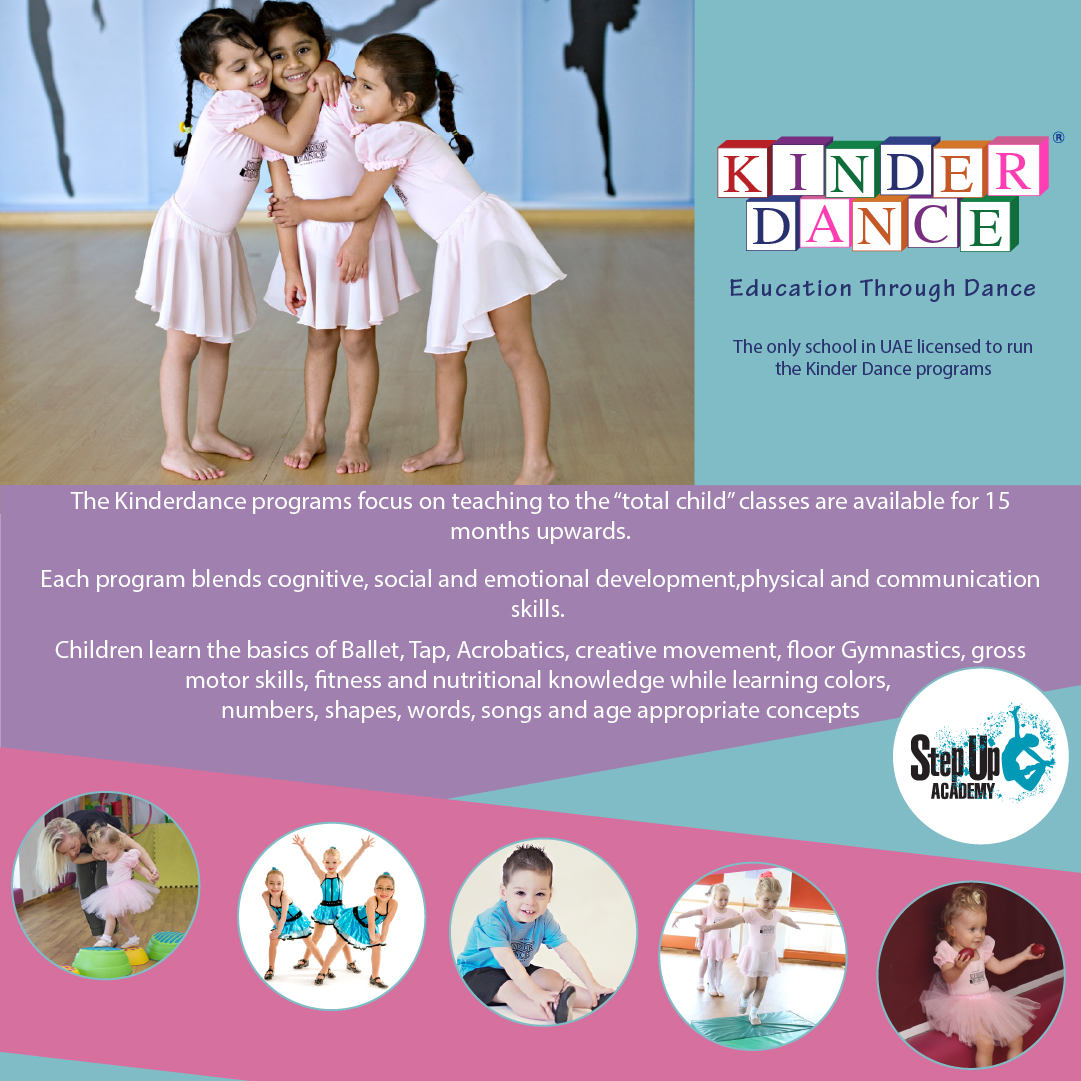 KINDER
DANCE
®
Education Through Dance
The only school in UAE licensed to run
the Kinder Dance programs
The Kinderdance programs focus on teaching to the “total child” classes are available for 15
months upwards.
Each program blends cognitive, social and emotional development,physical and communication
skills.
Children learn the basics of Ballet, Tap, Acrobatics, creative movement, floor Gymnastics, gross
motor skills, fitness and nutritional knowledge while learning colors,
numbers, shapes, words, songs and age appropriate concepts
Step Up
ACADEMY
KINDER
DANCE